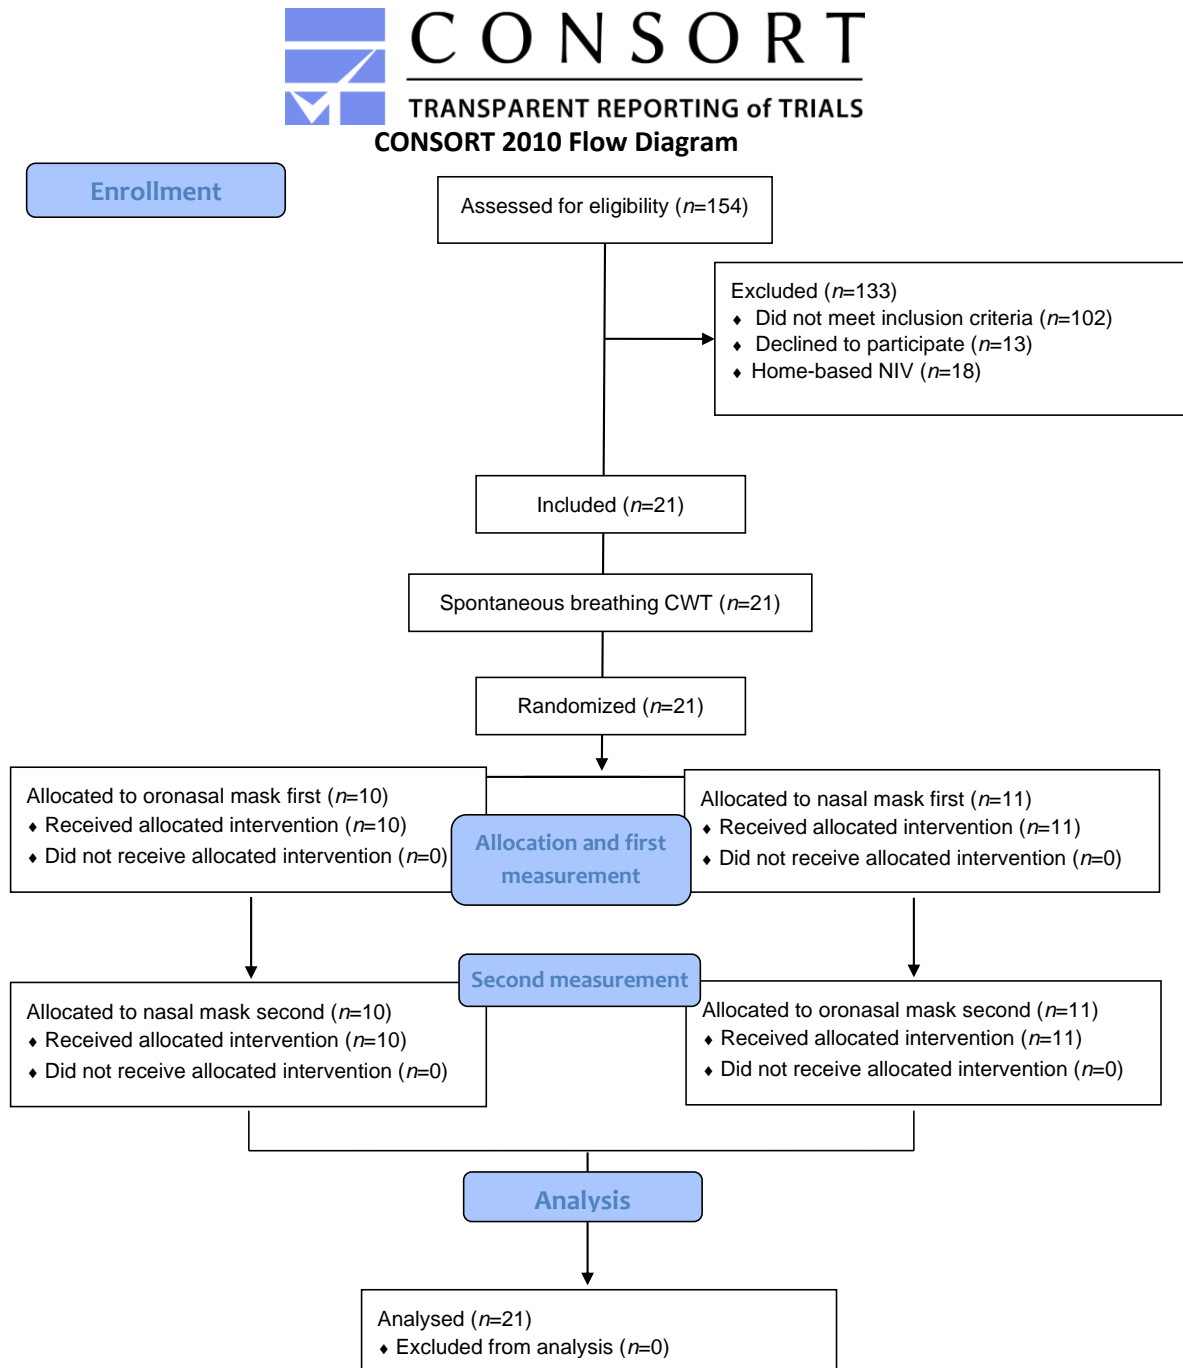 CONSORT
TRANSPARENT REPORTING of TRIALS
CONSORT 2010 Flow Diagram
Enrollment
Assessed for eligibility (n=154)
Excluded (n=133)
♦ Did not meet inclusion criteria (n=102)
♦ Declined to participate (n=13)
♦ Home-based NIV (n=18)
Included (n=21)
Spontaneous breathing CWT (n=21)
Randomized (n=21)
Allocated to oronasal mask first (n=10)
♦ Received allocated intervention (n=10)
♦ Did not receive allocated intervention (n=0)
Allocation and first
measurement
Allocated to nasal mask first (n=11)
♦ Received allocated intervention (n=11)
♦ Did not receive allocated intervention (n=0)
Second measurement
Allocated to nasal mask second (n=10)
♦ Received allocated intervention (n=10)
♦ Did not receive allocated intervention (n=0)
Allocated to oronasal mask second (n=11)
♦ Received allocated intervention (n=11)
♦ Did not receive allocated intervention (n=0)
Analysis
Analysed (n=21)
♦ Excluded from analysis (n=0)